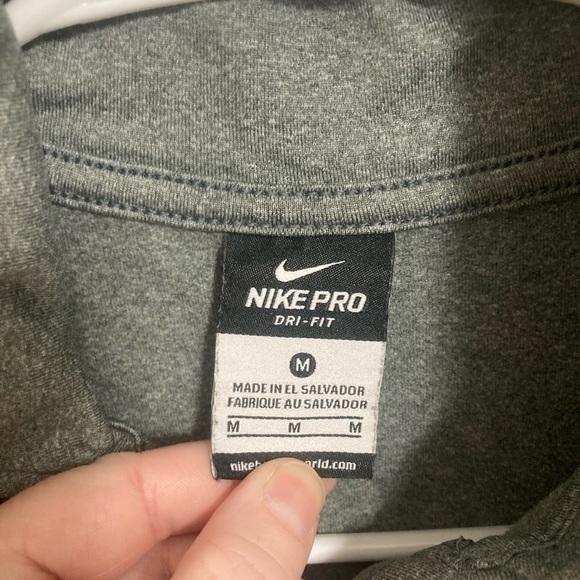 NIKE PRO
DRI-FIT
M
MADE IN EL SALVADOR
FABRIQUE AU SALVADOR
M M M